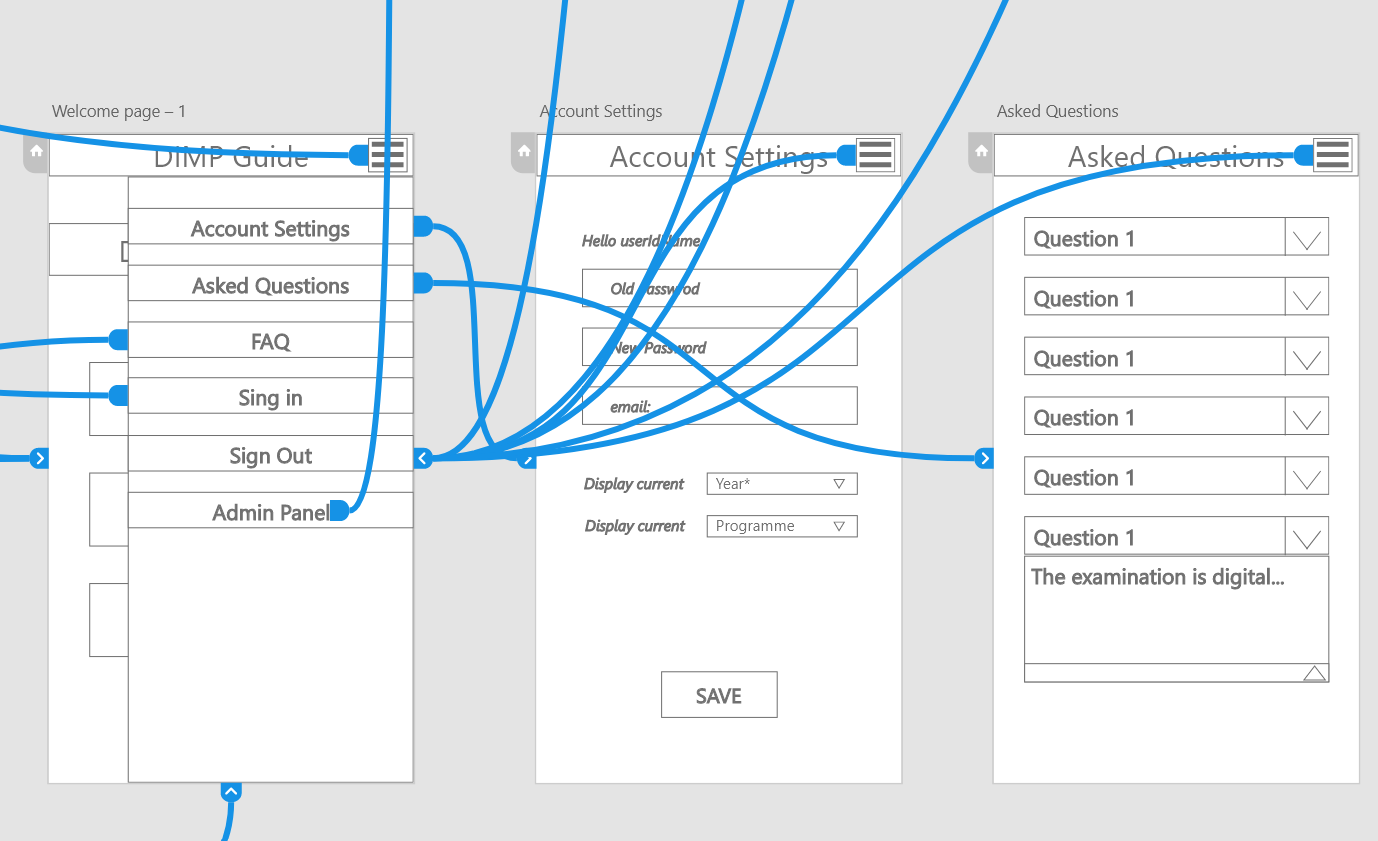 Welcome page – 1
DIMP Guide
Account Settings
Asked Questions
FAQ
Sing in
Sign Out
Admin Panel
Account Settings
Account Settings
Hello userIdName
Old Passwrod
New Password
email:
Display current
Year*
Display current
Programme
SAVE
Asked Questions
Asked Questions
Question 1
Question 1
Question 1
Question 1
Question 1
Question 1
The examination is digital...